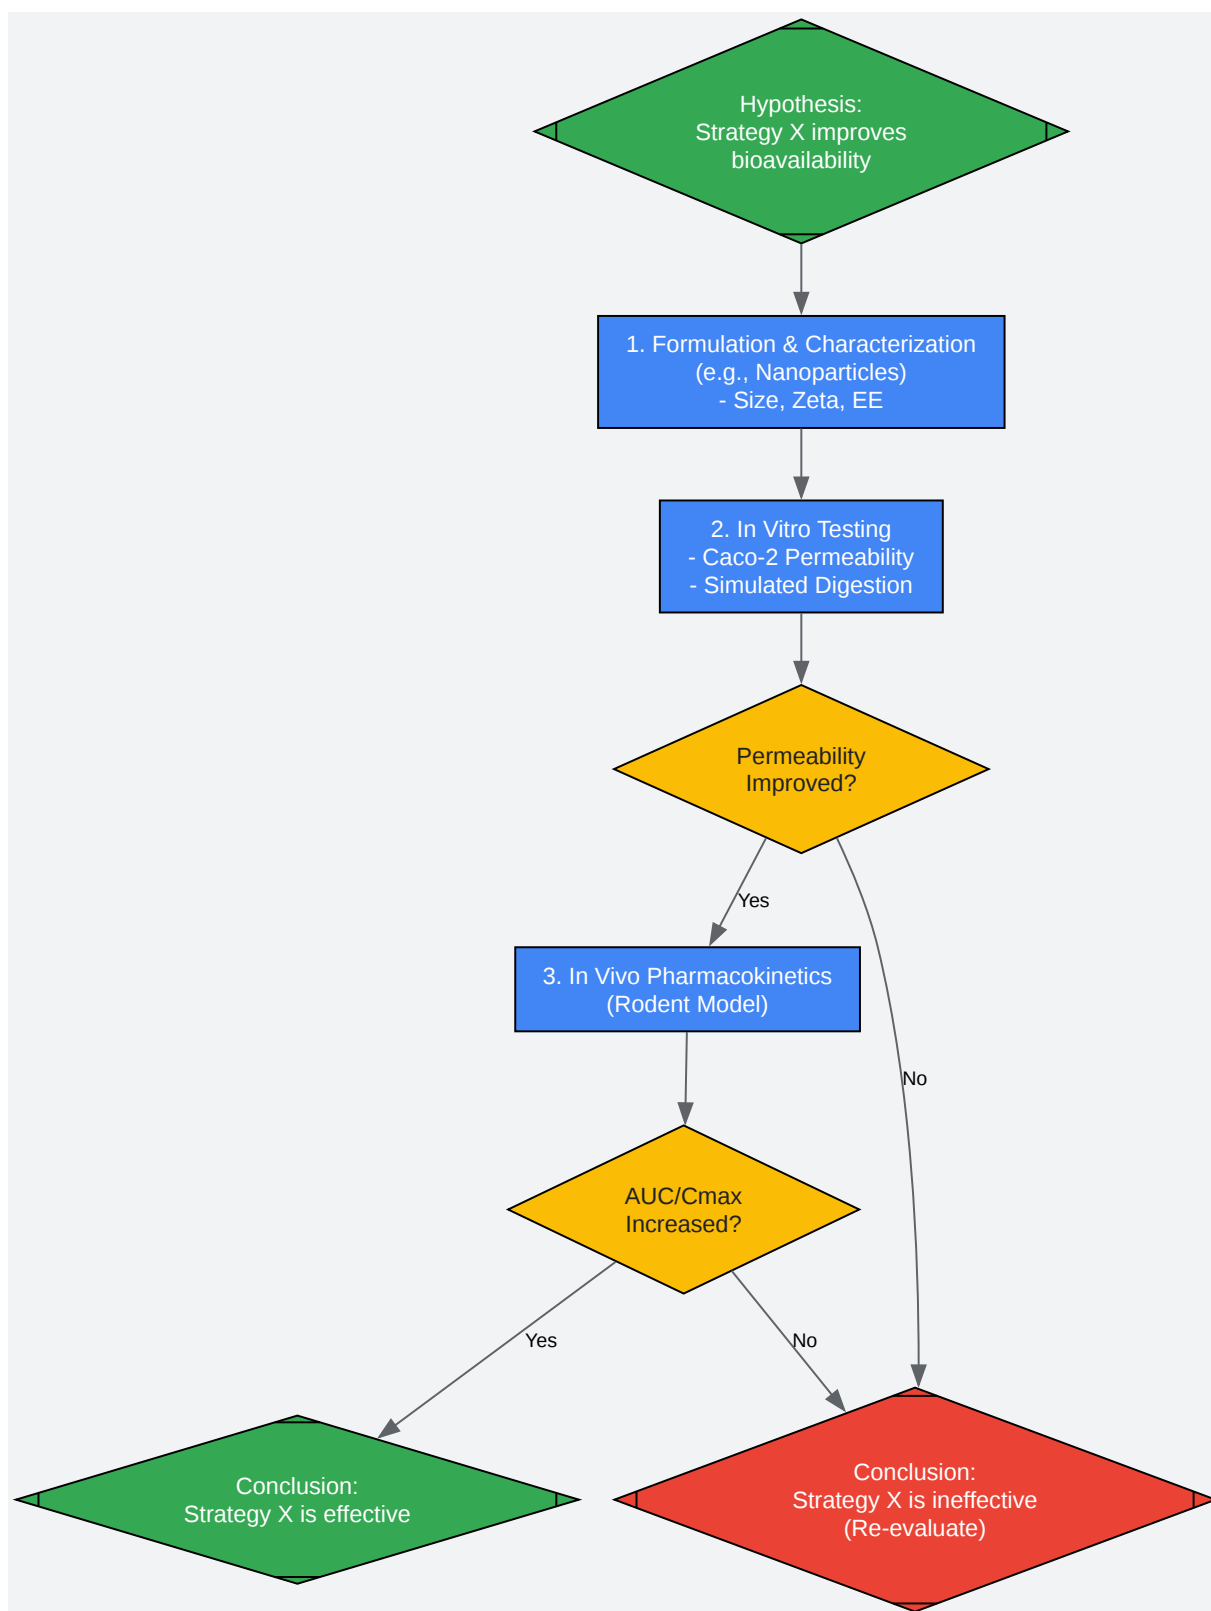 Hypothesis:
Strategy X improves
bioavailability
1. Formulation & Characterization
(e.g., Nanoparticles)
- Size, Zeta, EE
2. In Vitro Testing
- Caco-2 Permeability
- Simulated Digestion
Permeability
Improved?
Yes
3. In Vivo Pharmacokinetics
(Rodent Model)
No
AUC/Cmax
Increased?
Yes
No
Conclusion:
Strategy X is effective
Conclusion:
Strategy X is ineffective
(Re-evaluate)